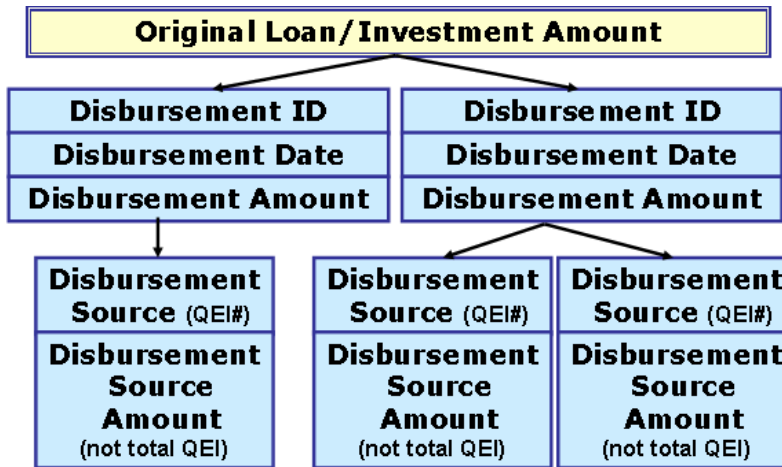 Original Loan/Investment Amount
Disbursement ID
Disbursement Date
Disbursement Amount
Disbursement ID
Disbursement Date
Disbursement Amount
Disbursement
Source (QEI#)
Disbursement
Source
Amount
(not total QEI)
Disbursement
Source (QEI#)
Disbursement
Source
Amount
(not total QEI)
Disbursement
Source (QEI#)
Disbursement
Source
Amount
(not total QEI)